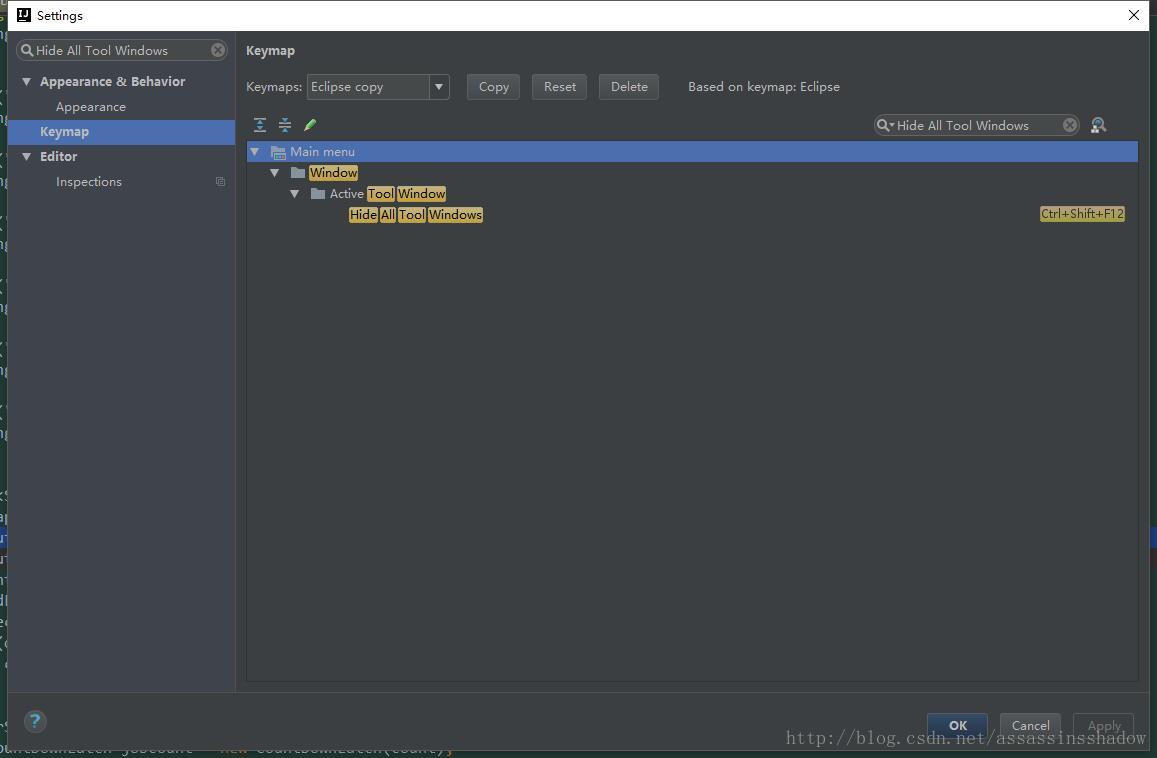 Settings
Hide All Tool Windows
Keymap
Appearance & Behavior
Appearance
Keymap
Editor
Inspections
Keymaps: Eclipse copy Copy Reset Delete Based on keymap: Eclipse
Hide All Tool Windows
Main menu
Window
Active Tool Window
Hide All Tool Windows Ctrl+Shift+F12
?
OK Cancel Apply
http://blog.csdn.net/assassinsshadow